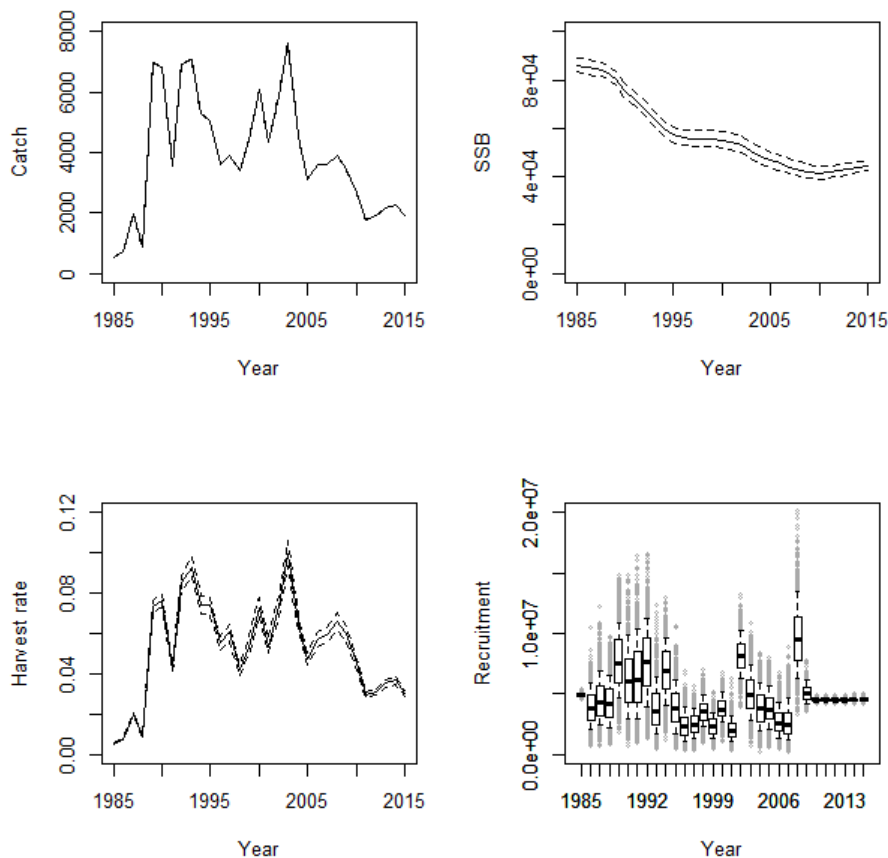 8000
6000
4000
2000
0
Catch
1985
1995
2005
2015
Year
8e+04
4e+04
0e+00
SSB
1985
1995
2005
2015
Year
0.12
0.08
0.04
0.00
Harvest rate
1985
1995
2005
2015
Year
2.0e+07
1.0e+07
0.0e+00
Recruitment
1985
1992
1999
2006
2013
Year